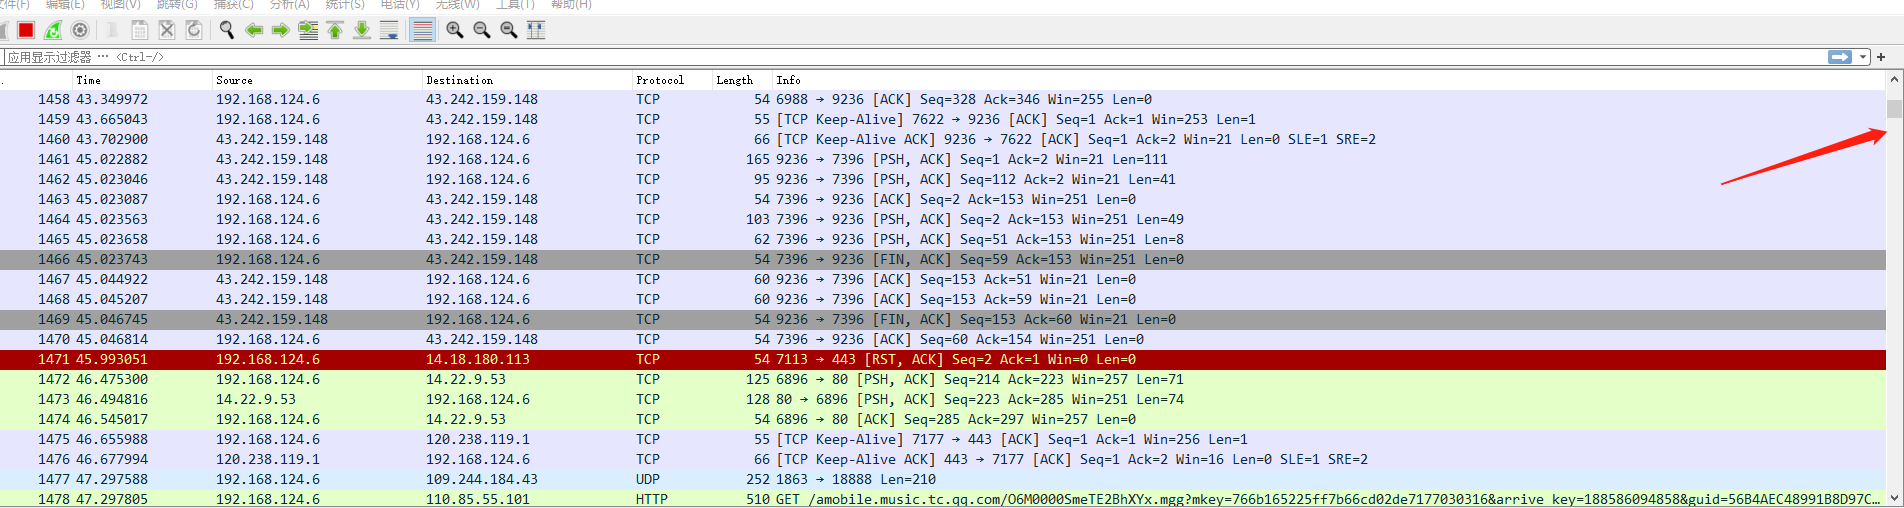 文件(F) 编辑(E) 视图(V) 跳转(G) 捕获(C) 分析(A) 统计(S) 电话(Y) 无线(W) 工具(T) 帮助(H)
应用显示过滤器 … <Ctrl-/>
. Time Source Destination Protocol Length Info
1458 43.349972 192.168.124.6 43.242.159.148 TCP 54 6988 → 9236 [ACK] Seq=328 Ack=346 Win=255 Len=0
1459 43.665043 192.168.124.6 43.242.159.148 TCP 55 [TCP Keep-Alive] 7622 → 9236 [ACK] Seq=1 Ack=1 Win=253 Len=1
1460 43.702900 43.242.159.148 192.168.124.6 TCP 66 [TCP Keep-Alive ACK] 9236 → 7622 [ACK] Seq=1 Ack=2 Win=21 Len=0 SLE=1 SRE=2
1461 45.022882 43.242.159.148 192.168.124.6 TCP 165 9236 → 7396 [PSH, ACK] Seq=1 Ack=2 Win=21 Len=111
1462 45.023046 43.242.159.148 192.168.124.6 TCP 95 9236 → 7396 [PSH, ACK] Seq=112 Ack=2 Win=21 Len=41
1463 45.023087 192.168.124.6 43.242.159.148 TCP 54 7396 → 9236 [ACK] Seq=2 Ack=153 Win=251 Len=0
1464 45.023563 192.168.124.6 43.242.159.148 TCP 103 7396 → 9236 [PSH, ACK] Seq=2 Ack=153 Win=251 Len=49
1465 45.023658 192.168.124.6 43.242.159.148 TCP 62 7396 → 9236 [PSH, ACK] Seq=51 Ack=153 Win=251 Len=8
1466 45.023743 192.168.124.6 43.242.159.148 TCP 54 7396 → 9236 [FIN, ACK] Seq=59 Ack=153 Win=251 Len=0
1467 45.044922 43.242.159.148 192.168.124.6 TCP 60 9236 → 7396 [ACK] Seq=153 Ack=51 Win=21 Len=0
1468 45.045207 43.242.159.148 192.168.124.6 TCP 60 9236 → 7396 [ACK] Seq=153 Ack=59 Win=21 Len=0
1469 45.046745 43.242.159.148 192.168.124.6 TCP 54 9236 → 7396 [FIN, ACK] Seq=153 Ack=60 Win=21 Len=0
1470 45.046814 192.168.124.6 43.242.159.148 TCP 54 7396 → 9236 [ACK] Seq=60 Ack=154 Win=251 Len=0
1471 45.993051 192.168.124.6 14.18.180.113 TCP 54 7113 → 443 [RST, ACK] Seq=2 Ack=1 Win=0 Len=0
1472 46.475300 192.168.124.6 14.22.9.53 TCP 125 6896 → 80 [PSH, ACK] Seq=214 Ack=223 Win=257 Len=71
1473 46.494816 14.22.9.53 192.168.124.6 TCP 128 80 → 6896 [PSH, ACK] Seq=223 Ack=285 Win=251 Len=74
1474 46.545017 192.168.124.6 14.22.9.53 TCP 54 6896 → 80 [ACK] Seq=285 Ack=297 Win=257 Len=0
1475 46.655988 192.168.124.6 120.238.119.1 TCP 55 [TCP Keep-Alive] 7177 → 443 [ACK] Seq=1 Ack=1 Win=256 Len=1
1476 46.677994 120.238.119.1 192.168.124.6 TCP 66 [TCP Keep-Alive ACK] 443 → 7177 [ACK] Seq=1 Ack=2 Win=16 Len=0 SLE=1 SRE=2
1477 47.297588 192.168.124.6 109.244.184.43 UDP 252 1863 → 18888 Len=210
1478 47.297805 192.168.124.6 110.85.55.101 HTTP 510 GET /amobile.music.tc.qq.com/O6M0000SmeTE2BhXYx.mgg?mkey=766b165225ff7b66cd02de7177030316&arrive_key=188586094858&guid=56B4AEC48991B8D97C…